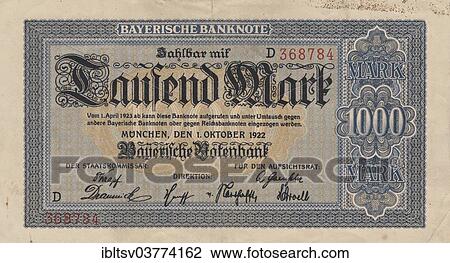 BAYERISCHE BANKNOTE
Zahlbar mit D 368784
Tausend Mark
MARK
Vom 1. April 1923 ab kann diese Banknote aufgerufen und unter Umtausch gegen
andere Bayerische Banknoten oder gegen Reichsbanknoten eingezogen werden.
1000
MÜNCHEN, DEN 1. OKTOBER 1922
Bayerische Notenbank
DER STAATSKOMMISSAR: DIREKTION: FÜR DEN AUFSICHTSRAT:
MARK
D
368784
ibltsv03774162 www.fotosearch.com